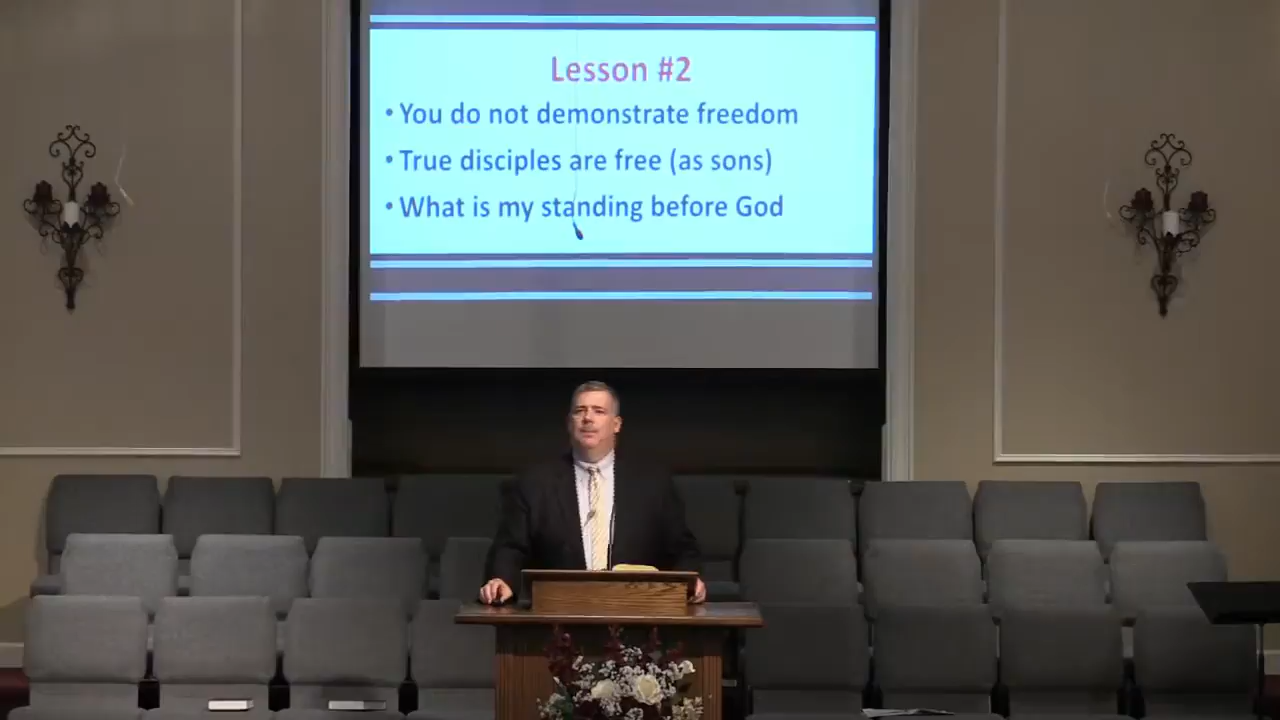 Lesson #2
• You do not demonstrate freedom
• True disciples are free (as sons)
• What is my standing before God